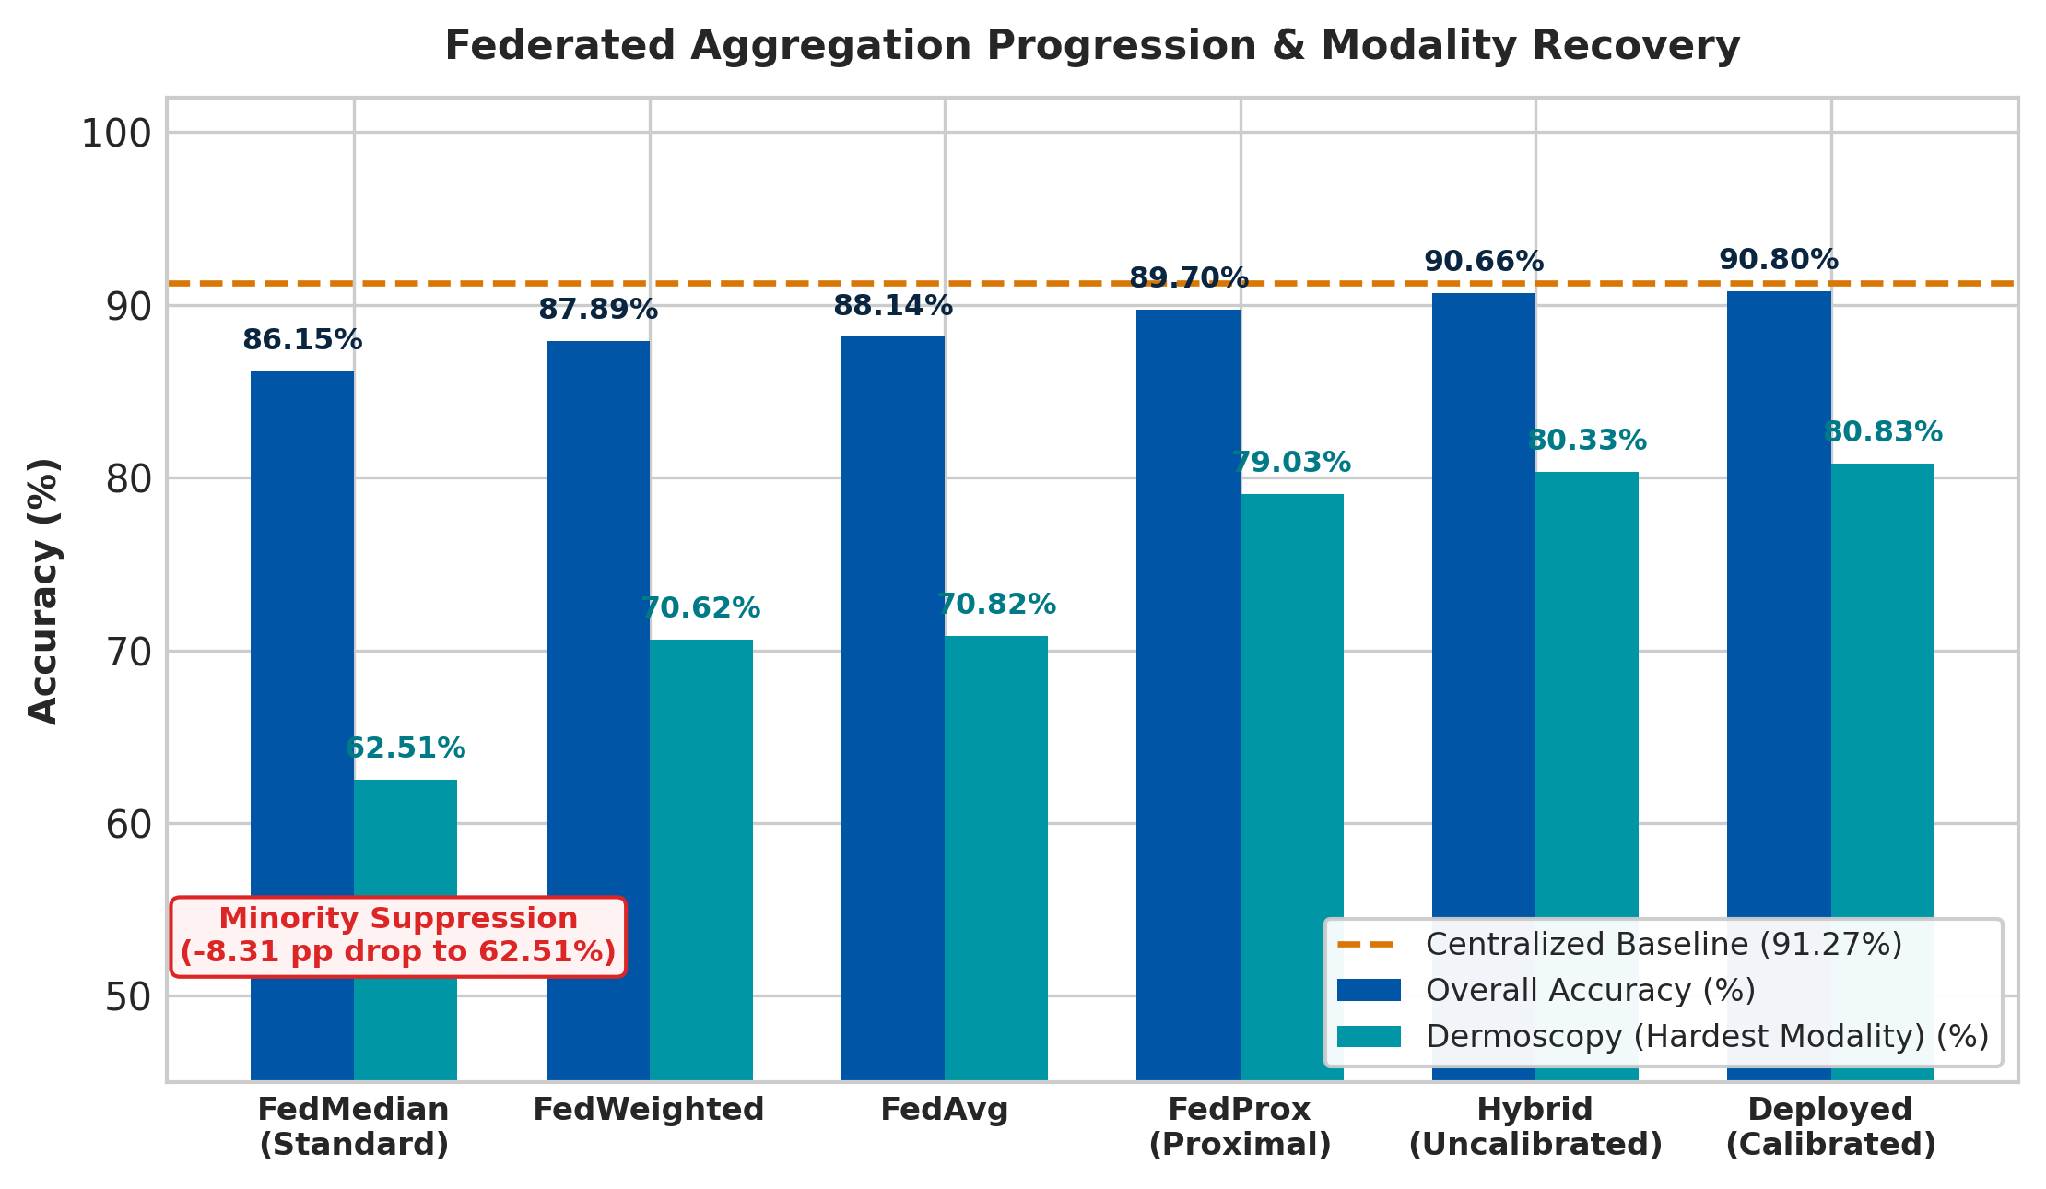 Federated Aggregation Progression & Modality Recovery
Accuracy (%)
100
90
80
70
60
50
86.15%
62.51%
87.89%
70.62%
88.14%
70.82%
89.70%
79.03%
90.66%
80.33%
90.80%
80.83%
Minority Suppression
(-8.31 pp drop to 62.51%)
Centralized Baseline (91.27%)
Overall Accuracy (%)
Dermoscopy (Hardest Modality) (%)
FedMedian
(Standard)
FedWeighted
FedAvg
FedProx
(Proximal)
Hybrid
(Uncalibrated)
Deployed
(Calibrated)